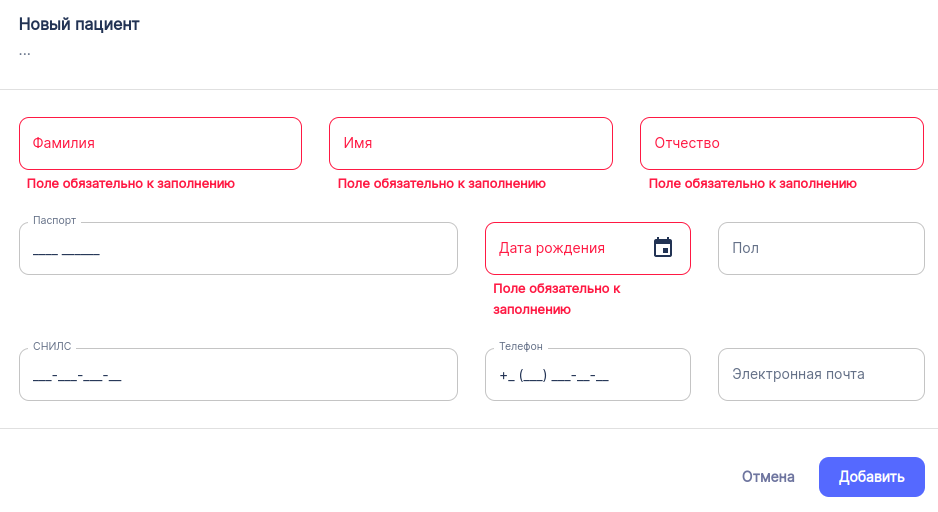 Новый пациент
...
Фамилия
Имя
Отчество
Поле обязательно к заполнению
Поле обязательно к заполнению
Поле обязательно к заполнению
Паспорт
____ ______
Дата рождения
Пол
Поле обязательно к
заполнению
СНИЛС
___-___-___-__
Телефон
+_ (___) ___-__-__
Электронная почта
Отмена
Добавить